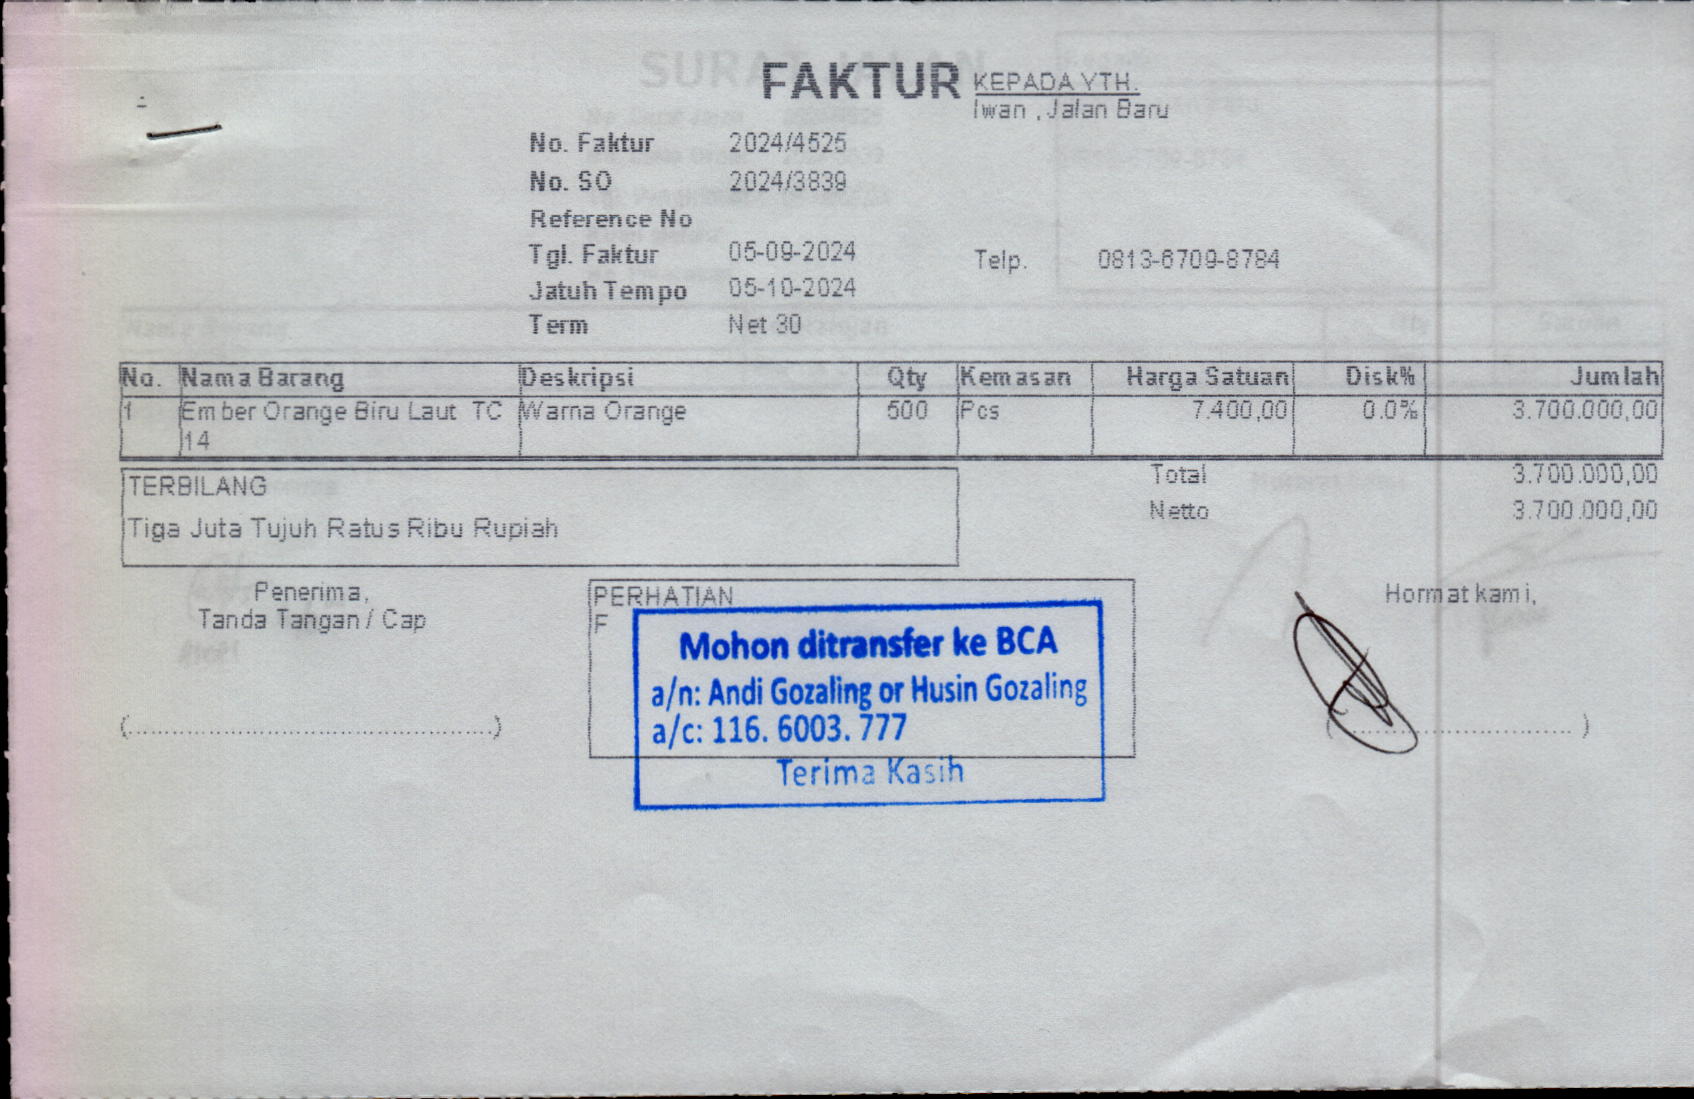 FAKTUR
KEPADA YTH.
Iwan , Jalan Baru
No. Faktur 2024/4525
No. SO 2024/3839
Reference No
Tgl. Faktur 05-09-2024
Telp. 0813-6709-8784
Jatuh Tempo 05-10-2024
Term Net 30
No. Nama Barang Deskripsi Qty Kemasan Harga Satuan Disk% Jumlah
1 Ember Orange Biru Laut TC Warna Orange 500 Pcs 7.400,00 0.0% 3.700.000,00
14
Total 3.700.000,00
TERBILANG
Netto 3.700.000,00
Tiga Juta Tujuh Ratus Ribu Rupiah
Penerima,
Tanda Tangan / Cap
(................................................)
PERHATIAN
F
Mohon ditransfer ke BCA
a/n: Andi Gozaling or Husin Gozaling
a/c: 116. 6003. 777
Terima Kasih
Hormat kami,
(................................ )
SURAT JALAN